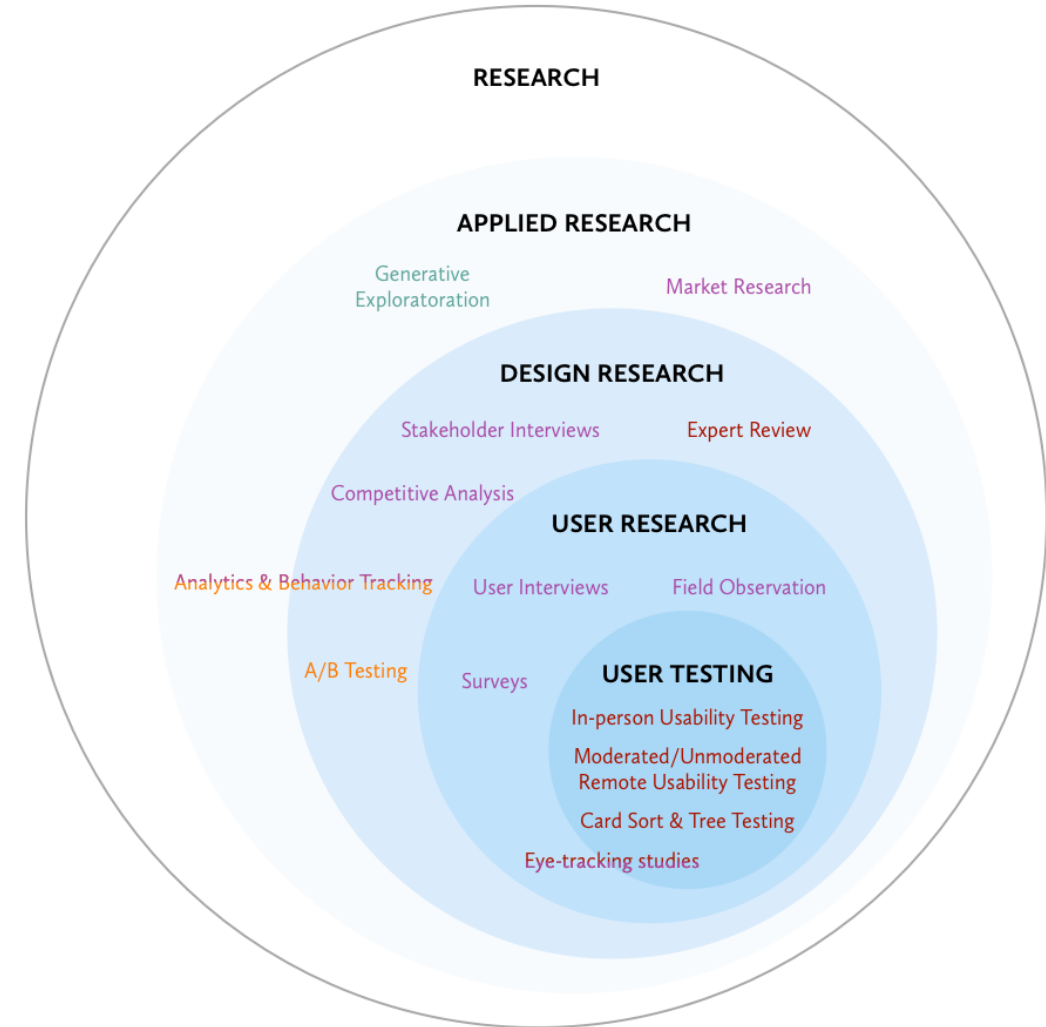 RESEARCH
APPLIED RESEARCH
Generative
Exploratoration
Market Research
DESIGN RESEARCH
Stakeholder Interviews
Expert Review
Competitive Analysis
USER RESEARCH
Analytics & Behavior Tracking
User Interviews
Field Observation
A/B Testing
Surveys
USER TESTING
In-person Usability Testing
Moderated/Unmoderated
Remote Usability Testing
Card Sort & Tree Testing
Eye-tracking studies